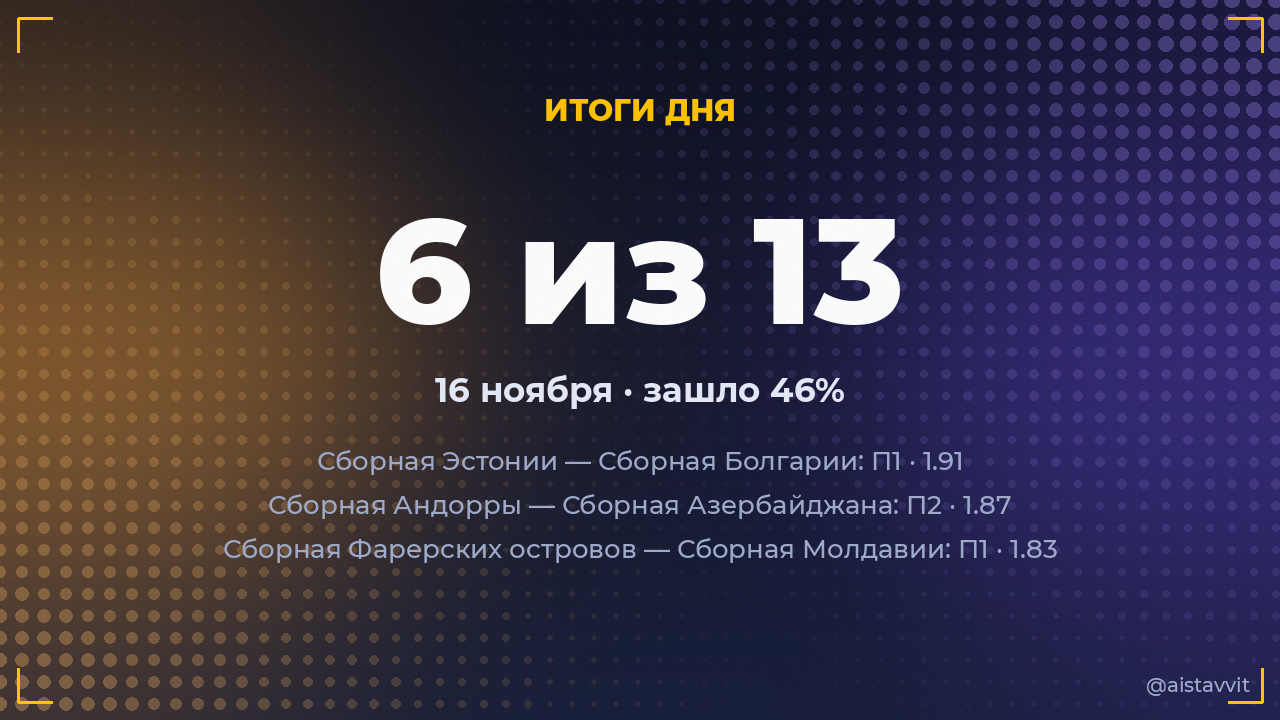 ИТОГИ ДНЯ
6 из 13
16 ноября · зашло 46%
Сборная Эстонии — Сборная Болгарии: П1 · 1.91
Сборная Андорры — Сборная Азербайджана: П2 · 1.87
Сборная Фарерских островов — Сборная Молдавии: П1 · 1.83
@aistavvit